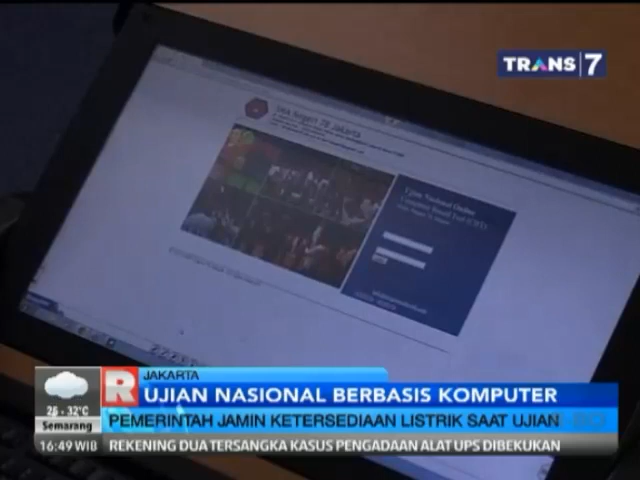 TRANS 7
SMA Negeri 78 Jakarta
Ujian Nasional Online
Computer Based Test (CBT)
JAKARTA
R UJIAN NASIONAL BERBASIS KOMPUTER
25 - 32°C
PEMERINTAH JAMIN KETERSEDIAAN LISTRIK SAAT UJIAN
Semarang
16:49 WIB
REKENING DUA TERSANGKA KASUS PENGADAAN ALAT UPS DIBEKUKAN